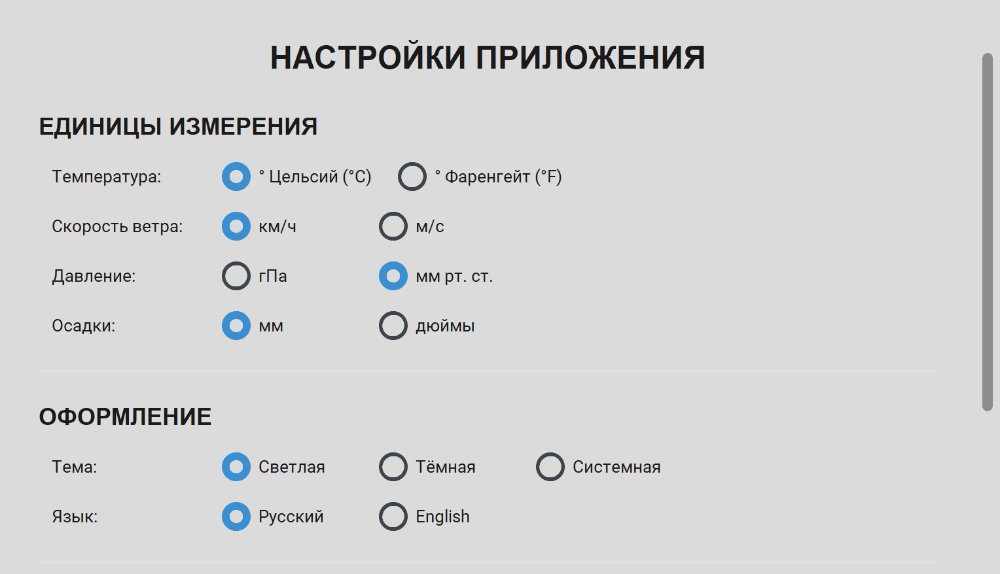 НАСТРОЙКИ ПРИЛОЖЕНИЯ
ЕДИНИЦЫ ИЗМЕРЕНИЯ
Температура: ° Цельсий (°C) ° Фаренгейт (°F)
Скорость ветра: км/ч м/с
Давление: гПа мм рт. ст.
Осадки: мм дюймы
ОФОРМЛЕНИЕ
Тема: Светлая Тёмная Системная
Язык: Русский English